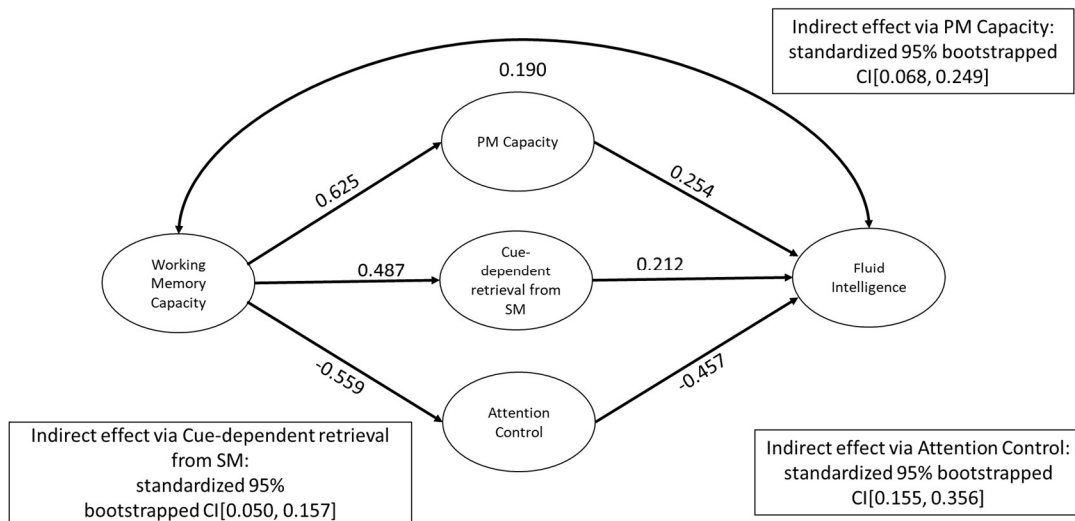 Indirect effect via PM Capacity:
standardized 95% bootstrapped
CI[0.068, 0.249]
0.190
PM Capacity
0.625
0.254
Working
Memory
Capacity
0.487
Cue-
dependent
retrieval from
SM
0.212
Fluid
Intelligence
-0.559
-0.457
Attention
Control
Indirect effect via Cue-dependent retrieval
from SM:
standardized 95%
bootstrapped CI[0.050, 0.157]
Indirect effect via Attention Control:
standardized 95% bootstrapped
CI[0.155, 0.356]